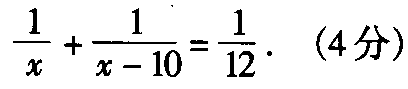 1/x + 1/(x − 10) = 1/12. (4分)